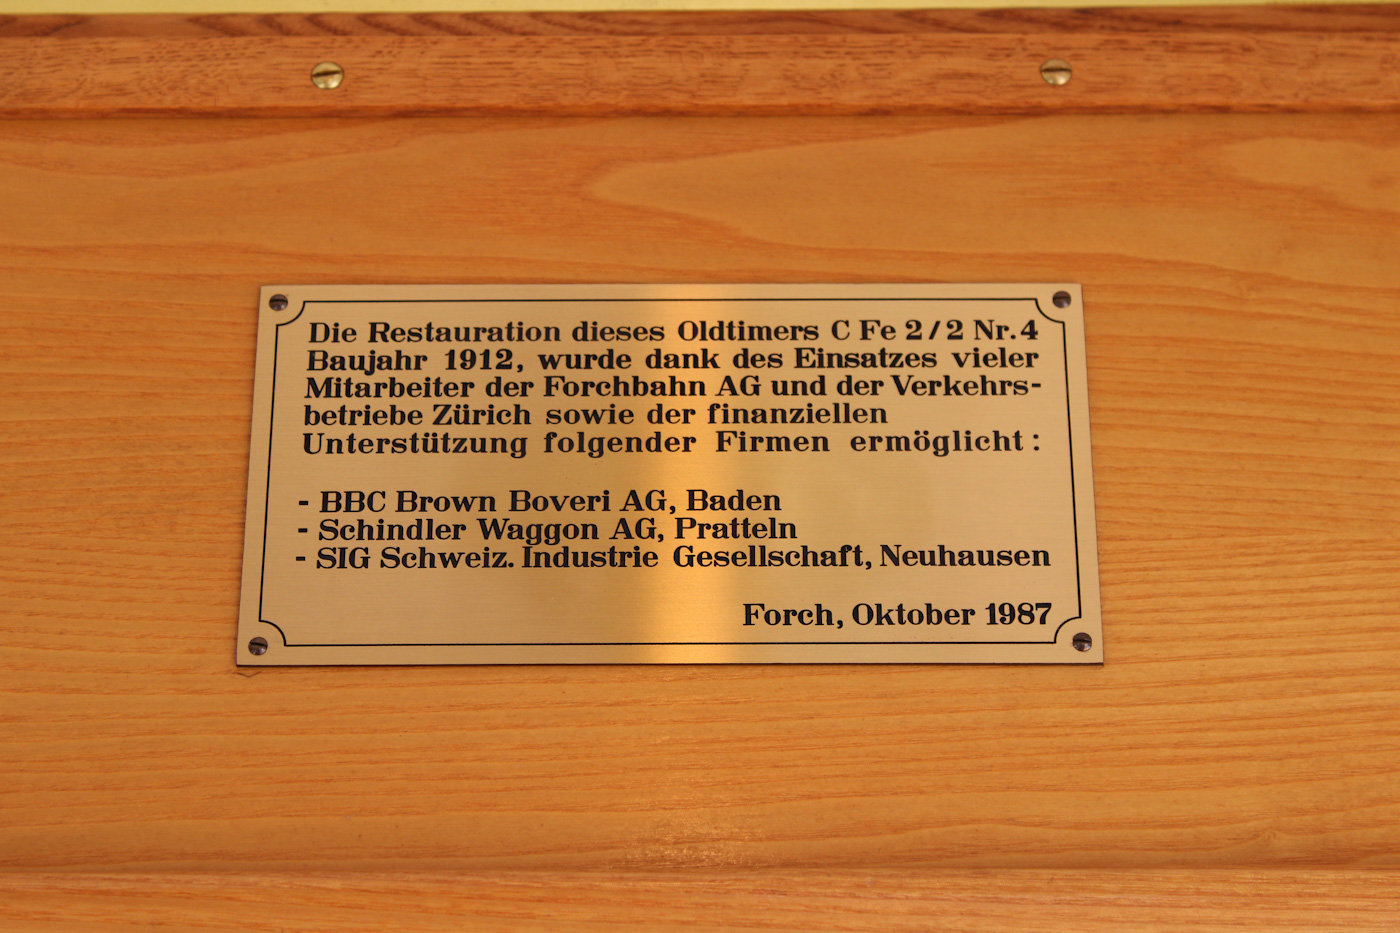 Die Restauration dieses Oldtimers C Fe 2/2 Nr. 4
Baujahr 1912, wurde dank des Einsatzes vieler
Mitarbeiter der Forchbahn AG und der Verkehrs-
betriebe Zürich sowie der finanziellen
Unterstützung folgender Firmen ermöglicht:
- BBC Brown Boveri AG, Baden
- Schindler Waggon AG, Pratteln
- SIG Schweiz. Industrie Gesellschaft, Neuhausen
Forch, Oktober 1987